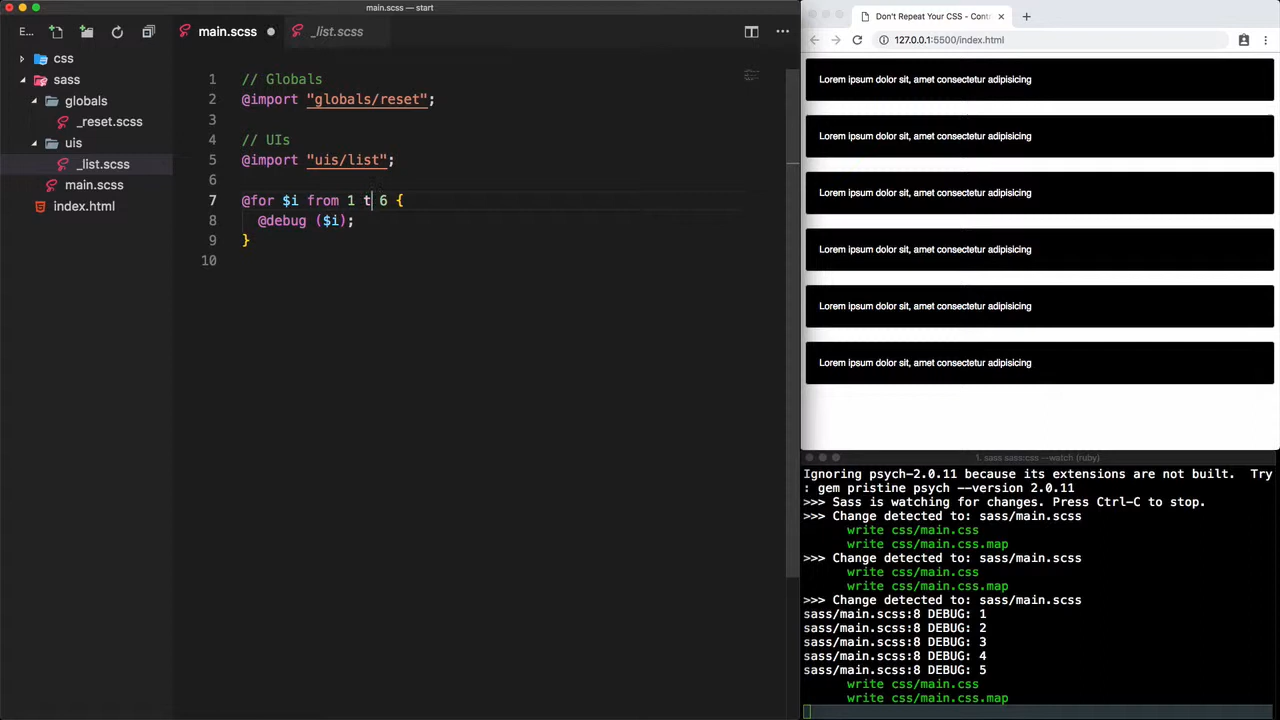 main.scss — start
E...
main.scss
_list.scss
css
sass
globals
_reset.scss
uis
_list.scss
main.scss
index.html
1 // Globals
2 @import "globals/reset";
3
4 // UIs
5 @import "uis/list";
6
7 @for $i from 1 t 6 {
8 @debug ($i);
9 }
10
Don't Repeat Your CSS - Cont
127.0.0.1:5500/index.html
Lorem ipsum dolor sit, amet consectetur adipisicing
Lorem ipsum dolor sit, amet consectetur adipisicing
Lorem ipsum dolor sit, amet consectetur adipisicing
Lorem ipsum dolor sit, amet consectetur adipisicing
Lorem ipsum dolor sit, amet consectetur adipisicing
Lorem ipsum dolor sit, amet consectetur adipisicing
1. sass sass:css --watch (ruby)
Ignoring psych-2.0.11 because its extensions are not built. Try
: gem pristine psych --version 2.0.11
>>> Sass is watching for changes. Press Ctrl-C to stop.
>>> Change detected to: sass/main.scss
write css/main.css
write css/main.css.map
>>> Change detected to: sass/main.scss
write css/main.css
write css/main.css.map
>>> Change detected to: sass/main.scss
sass/main.scss:8 DEBUG: 1
sass/main.scss:8 DEBUG: 2
sass/main.scss:8 DEBUG: 3
sass/main.scss:8 DEBUG: 4
sass/main.scss:8 DEBUG: 5
write css/main.css
write css/main.css.map